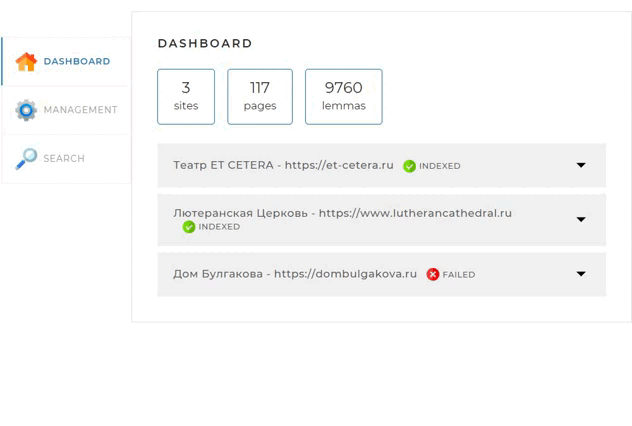 DASHBOARD
DASHBOARD
MANAGEMENT
SEARCH
3
sites
117
pages
9760
lemmas
Театр ET CETERA - https://et-cetera.ru INDEXED
Лютеранская Церковь - https://www.lutherancathedral.ru
INDEXED
Дом Булгакова - https://dombulgakova.ru FAILED